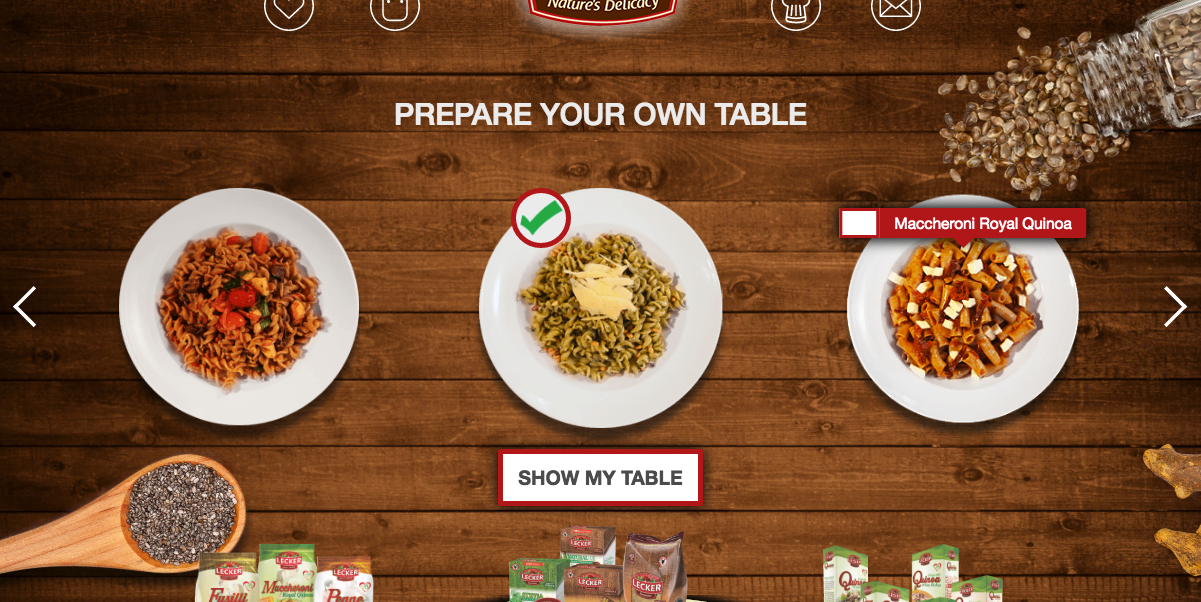 Nature's Delicacy
PREPARE YOUR OWN TABLE
Maccheroni Royal Quinoa
SHOW MY TABLE
LECKER
LECKER
LECKER
LECKER
LECKER
LECKER
LECKER
Fusilli
Maccheroni
Royal Quinoa
Penne
Quinoa
Quinoa